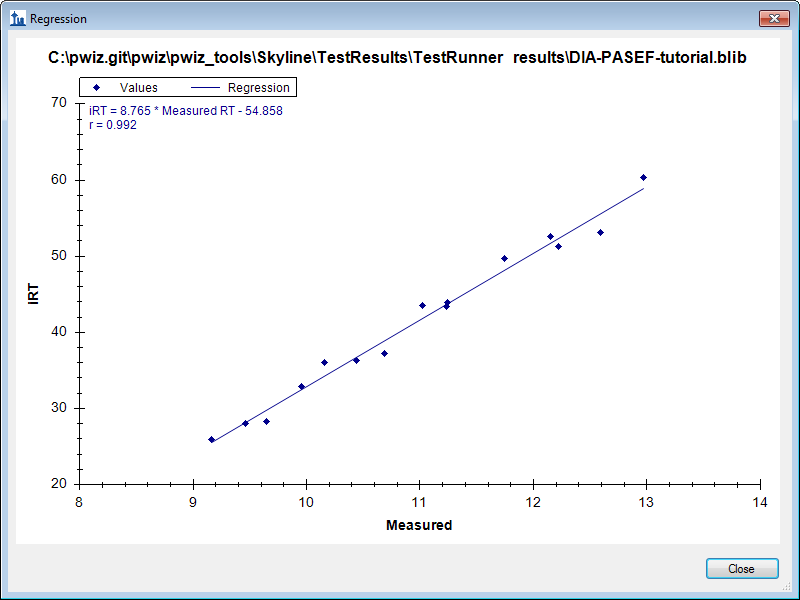 Regression
C:\pwiz.git\pwiz\pwiz_tools\Skyline\TestResults\TestRunner  results\DIA-PASEF-tutorial.blib
Values Regression
iRT = 8.765 * Measured RT - 54.858
r = 0.992
70
60
50
40
30
20
iRT
8 9 10 11 12 13 14
Measured
Close